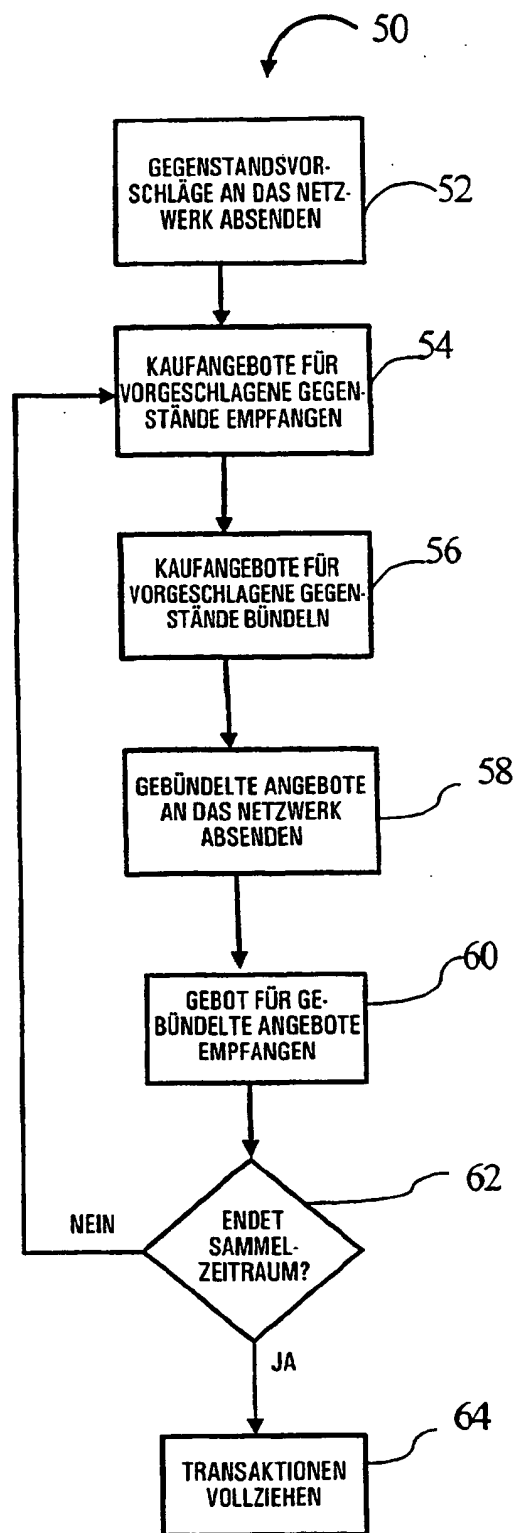 50
GEGENSTANDSVOR-
SCHLÄGE AN DAS NETZ-
WERK ABSENDEN
52
KAUFANGEBOTE FÜR
VORGESCHLAGENE GEGEN-
STÄNDE EMPFANGEN
54
KAUFANGEBOTE FÜR
VORGESCHLAGENE GEGEN-
STÄNDE BÜNDELN
56
GEBÜNDELTE ANGEBOTE
AN DAS NETZWERK
ABSENDEN
58
GEBOT FÜR GE-
BÜNDELTE ANGEBOTE
EMPFANGEN
60
ENDET
SAMMEL-
ZEITRAUM?
62
NEIN
JA
TRANSAKTIONEN
VOLLZIEHEN
64